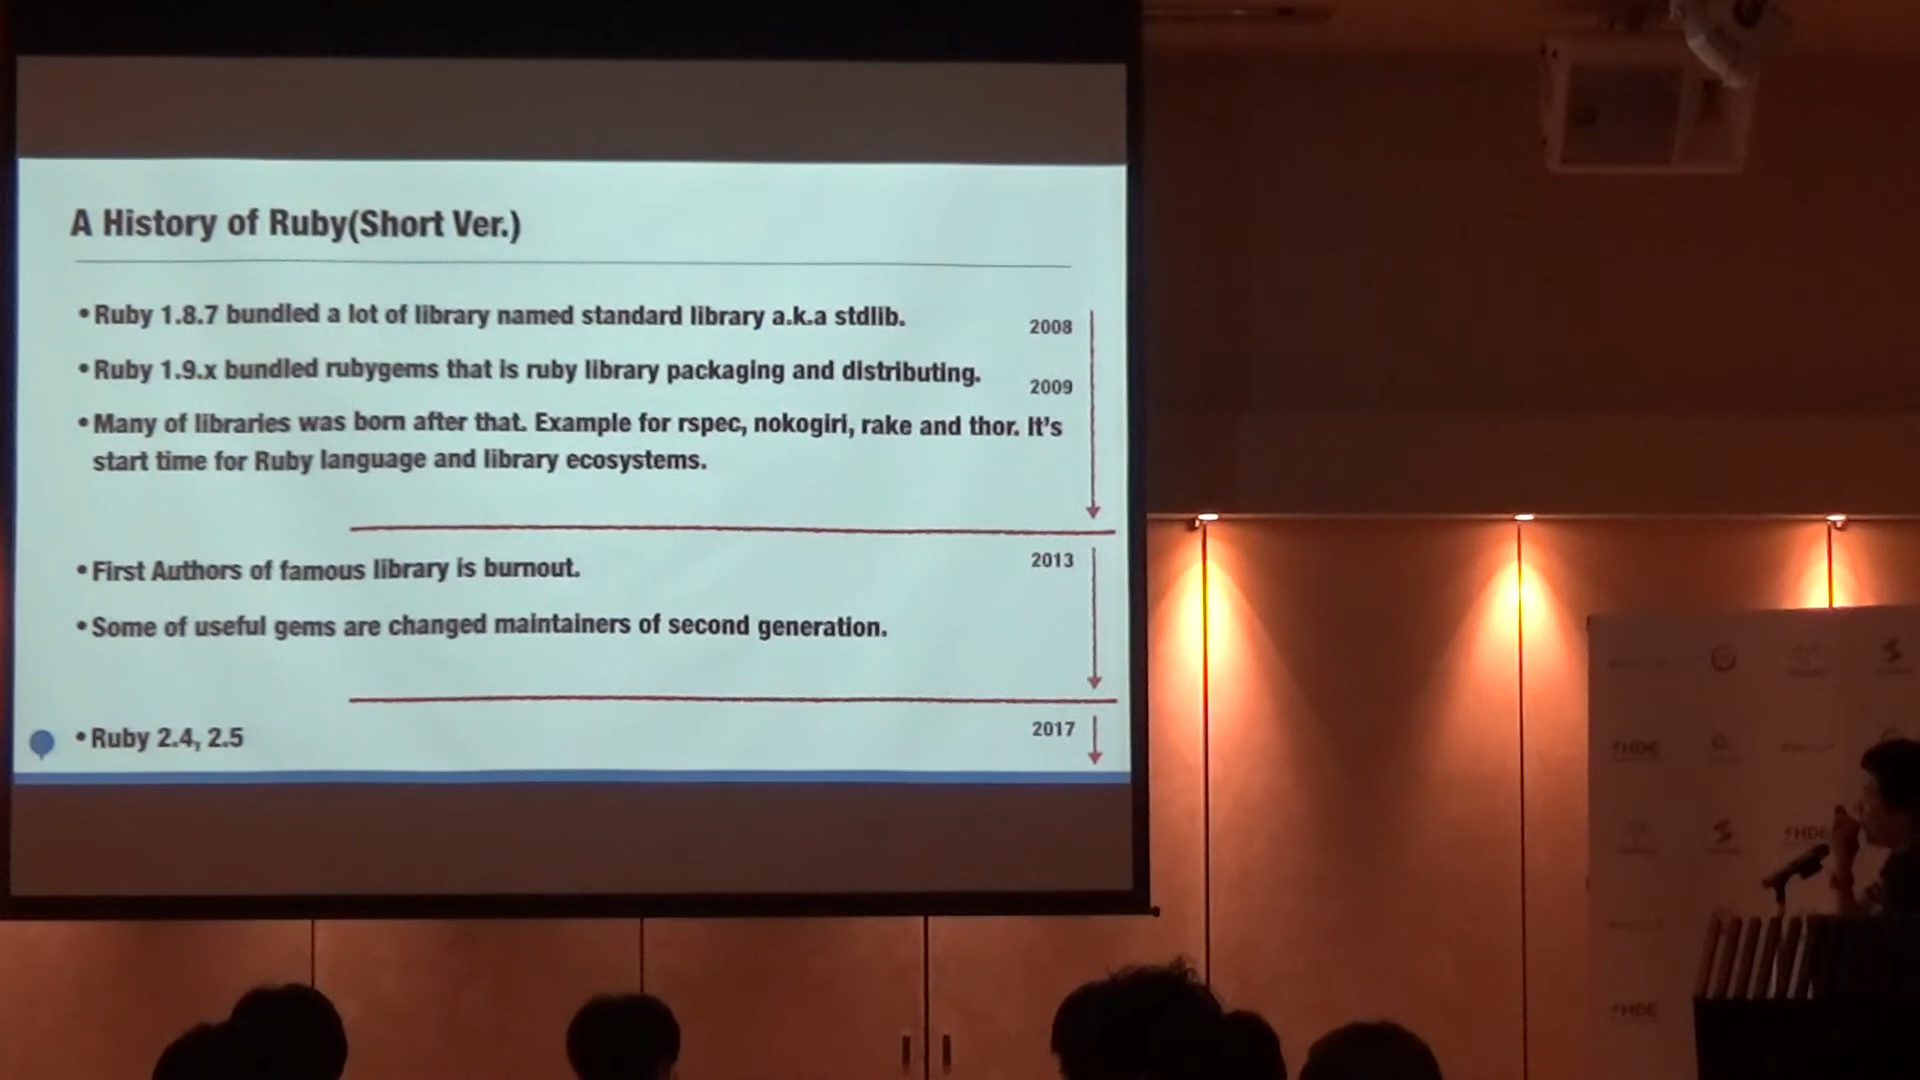 A History of Ruby(Short Ver.)
•Ruby 1.8.7 bundled a lot of library named standard library a.k.a stdlib.
2008
•Ruby 1.9.x bundled rubygems that is ruby library packaging and distributing.
2009
•Many of libraries was born after that. Example for rspec, nokogiri, rake and thor. It's
start time for Ruby language and library ecosystems.
•First Authors of famous library is burnout.
2013
•Some of useful gems are changed maintainers of second generation.
•Ruby 2.4, 2.5
2017
HDE
HDE
HDE